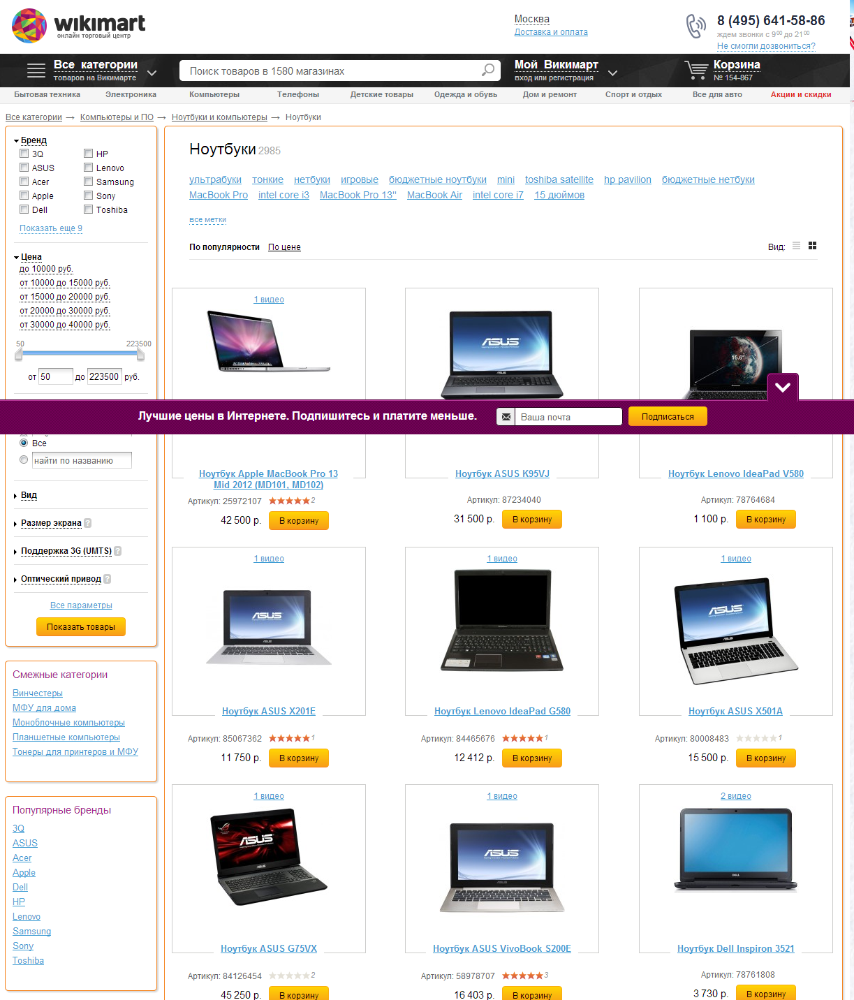 wikimart
онлайн торговый центр
Москва
Доставка и оплата
8 (495) 641-58-86
ждем звонки с 9⁰⁰ до 21⁰⁰
Не смогли дозвониться?
Все категории
товаров на Викимарте
Поиск товаров в 1580 магазинах
Мой Викимарт
вход или регистрация
Корзина
№ 154-867
Бытовая техника
Электроника
Компьютеры
Телефоны
Детские товары
Одежда и обувь
Дом и ремонт
Спорт и отдых
Все для авто
Акции и скидки
Все категории → Компьютеры и ПО → Ноутбуки и компьютеры → Ноутбуки
Бренд
3Q
HP
ASUS
Lenovo
Acer
Samsung
Apple
Sony
Dell
Toshiba
Показать еще 9
Цена
до 10000 руб.
от 10000 до 15000 руб.
от 15000 до 20000 руб.
от 20000 до 30000 руб.
от 30000 до 40000 руб.
50
223500
от 50 до 223500 руб.
Ноутбуки 2985
ультрабуки тонкие нетбуки игровые бюджетные ноутбуки mini toshiba satellite hp pavilion бюджетные нетбуки
MacBook Pro intel core i3 MacBook Pro 13" MacBook Air intel core i7 15 дюймов
все метки
По популярности По цене
Вид:
1 видео
ASUS
ASUS
15.6"
Лучшие цены в Интернете. Подпишитесь и платите меньше.
Ваша почта
Подписаться
Все
найти по названию
Вид
Размер экрана ?
Поддержка 3G (UMTS) ?
Оптический привод ?
Все параметры
Показать товары
Ноутбук Apple MacBook Pro 13
Mid 2012 (MD101, MD102)
Артикул: 25972107 2
42 500 р. В корзину
Ноутбук ASUS K95VJ
Артикул: 87234040
31 500 р. В корзину
Ноутбук Lenovo IdeaPad V580
Артикул: 78764684
1 100 р. В корзину
1 видео
ASUS
ASUS
Ноутбук ASUS X201E
Артикул: 85067362 1
11 750 р. В корзину
1 видео
Ноутбук Lenovo IdeaPad G580
Артикул: 84465676 1
12 412 р. В корзину
1 видео
ASUS
Ноутбук ASUS X501A
Артикул: 80008483 1
15 500 р. В корзину
Смежные категории
Винчестеры
МФУ для дома
Моноблочные компьютеры
Планшетные компьютеры
Тонеры для принтеров и МФУ
Популярные бренды
3Q
ASUS
Acer
Apple
Dell
HP
Lenovo
Samsung
Sony
Toshiba
1 видео
ASUS
ASUS
Ноутбук ASUS G75VX
Артикул: 84126454 2
45 250 р. В корзину
1 видео
ASUS
ASUS
Ноутбук ASUS VivoBook S200E
Артикул: 58978707 3
16 403 р. В корзину
2 видео
DELL
Ноутбук Dell Inspiron 3521
Артикул: 78761808
3 730 р. В корзину